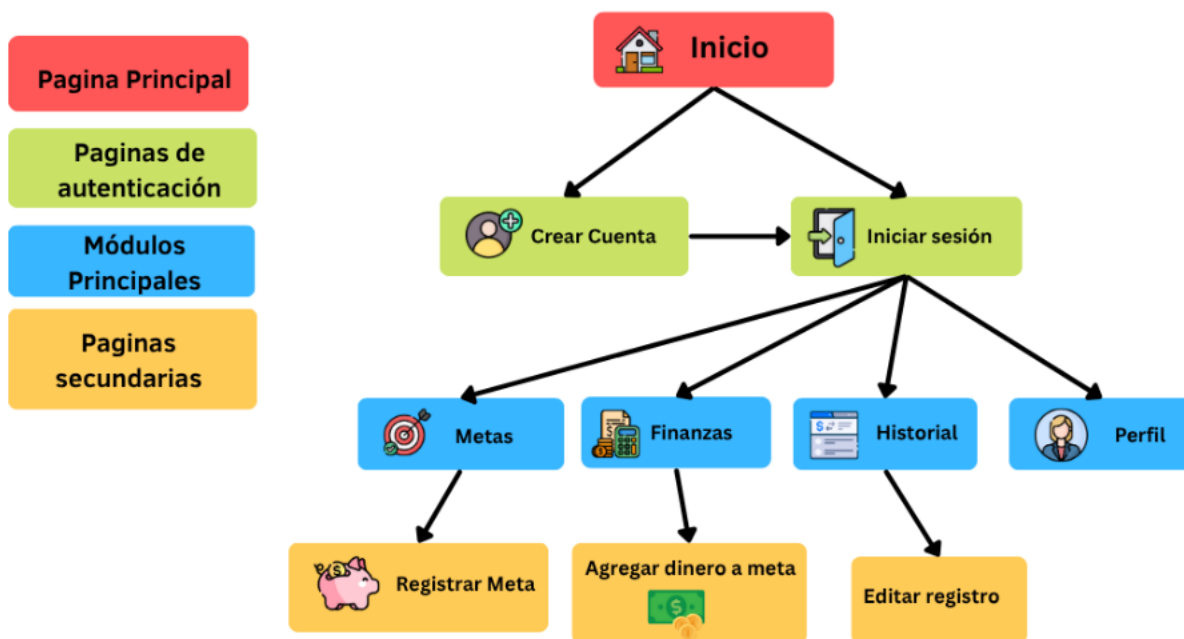 Pagina Principal
Paginas de
autenticación
Módulos
Principales
Paginas
secundarias
Inicio
Crear Cuenta
Iniciar sesión
Metas
Finanzas
Historial
Perfil
Registrar Meta
Agregar dinero a meta
Editar registro